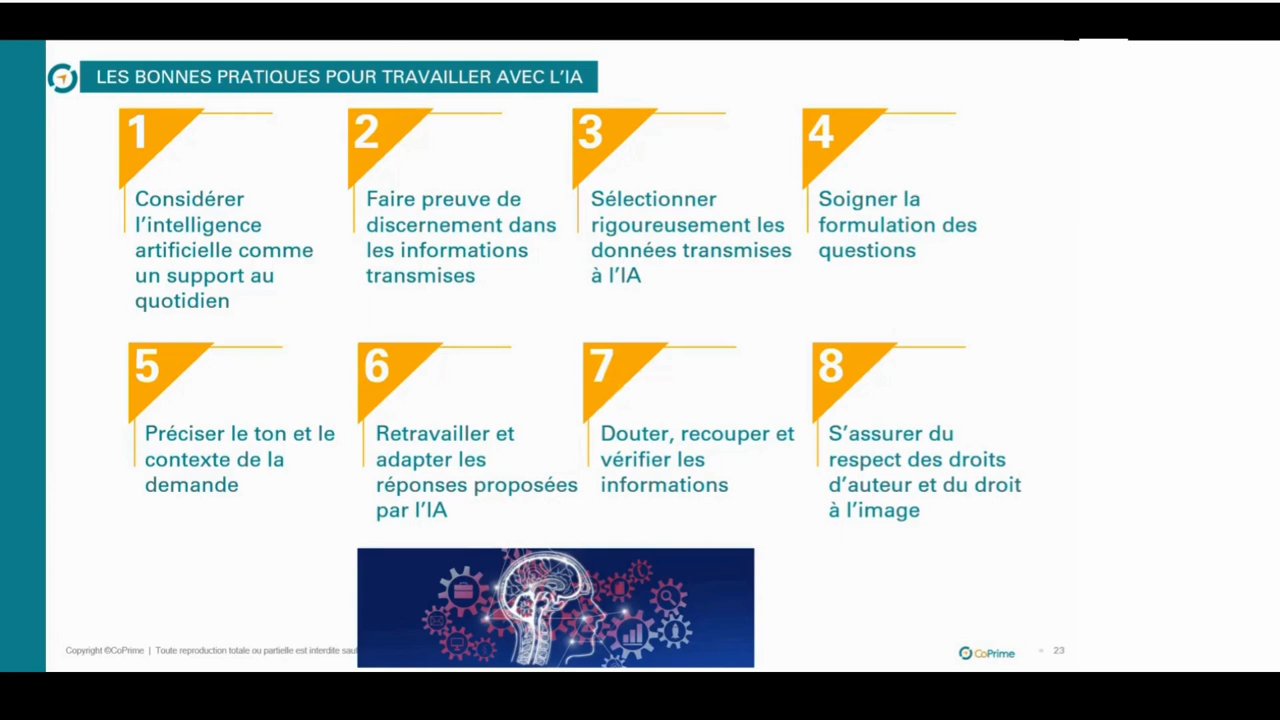 LES BONNES PRATIQUES POUR TRAVAILLER AVEC L'IA
1
Considérer
l'intelligence
artificielle comme
un support au
quotidien
2
Faire preuve de
discernement dans
les informations
transmises
3
Sélectionner
rigoureusement les
données transmises
à l'IA
4
Soigner la
formulation des
questions
5
Préciser le ton et le
contexte de la
demande
6
Retravailler et
adapter les
réponses proposées
par l'IA
7
Douter, recouper et
vérifier les
informations
8
S'assurer du
respect des droits
d'auteur et du droit
à l'image
Copyright ©CoPrime | Toute reproduction totale ou partielle est interdite sauf
CoPrime
23